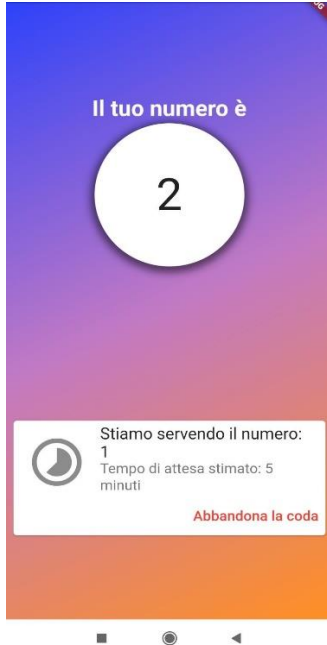 Il tuo numero è
2
Stiamo servendo il numero:
1
Tempo di attesa stimato: 5
minuti
Abbandona la coda